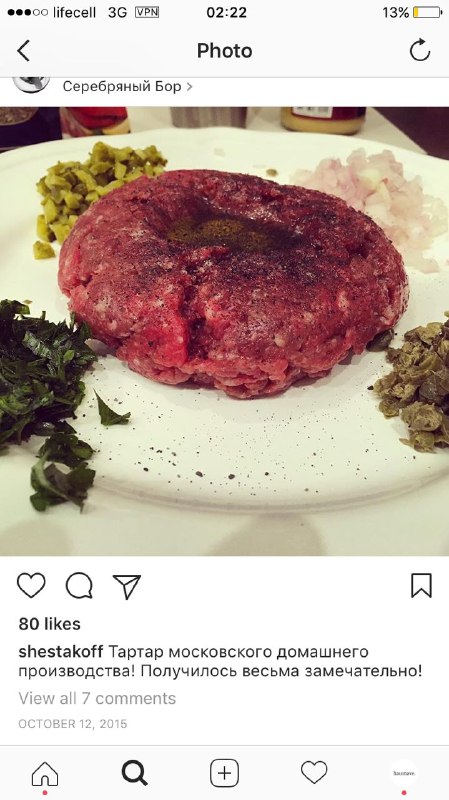 lifecell 3G VPN 02:22 13%
Photo
Серебряный Бор >
80 likes
shestakoff Тартар московского домашнего
производства! Получилось весьма замечательно!
View all 7 comments
OCTOBER 12, 2015